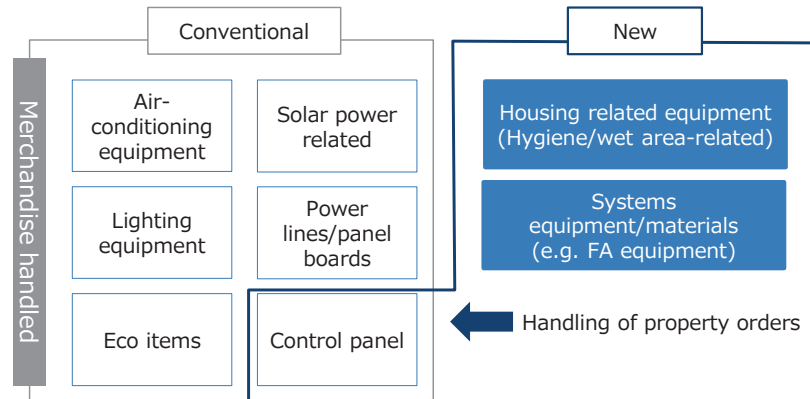 Conventional
New
Merchandise handled
Air-
conditioning
equipment
Solar power
related
Housing related equipment
(Hygiene/wet area-related)
Lighting
equipment
Power
lines/panel
boards
Systems
equipment/materials
(e.g. FA equipment)
Eco items
Control panel
Handling of property orders